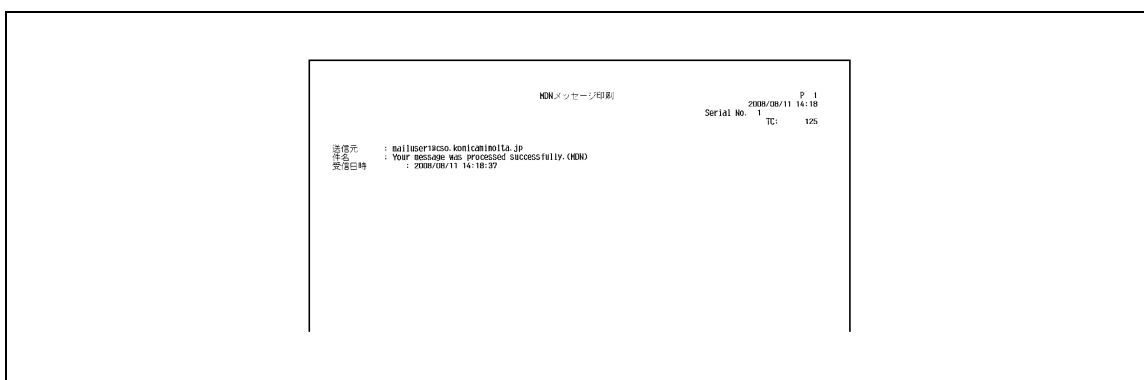 MDNメッセージ印刷
P 1
2008/08/11 14:18
Serial No. 1
TC: 125
送信元 : mailuser1@cso.konicaminolta.jp
件名 : Your message was processed successfully.(MDN)
受信日時 : 2008/08/11 14:18:37